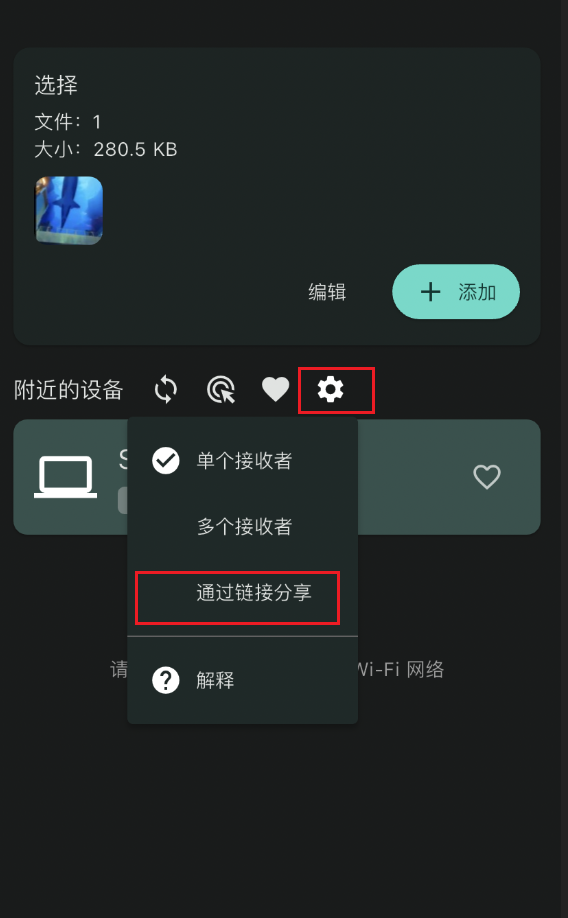 选择
文件：1
大小：280.5 KB
编辑
添加
附近的设备
单个接收者
多个接收者
通过链接分享
请
Wi-Fi 网络
解释